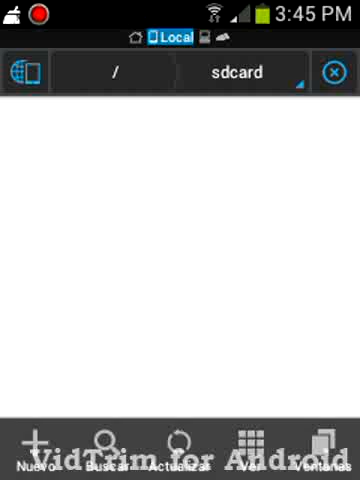 3:45 PM
Local
/ sdcard
Nuevo Buscar Actualizar Ver Ventanas
VidTrim for Android